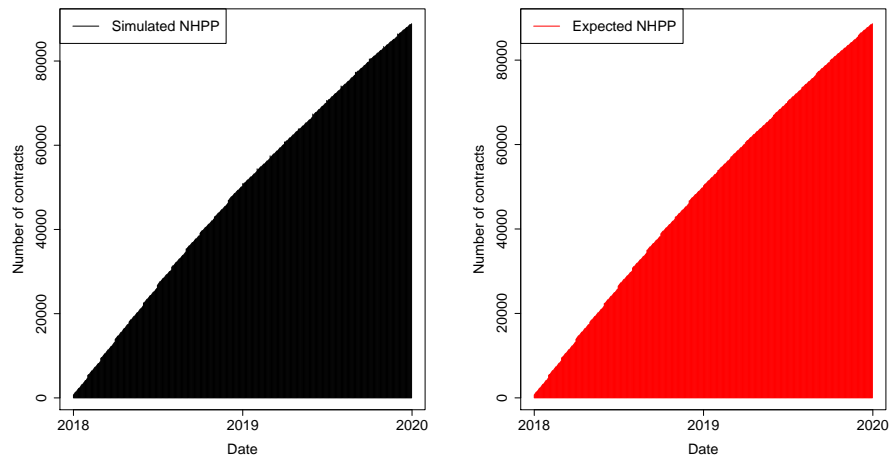 Simulated NHPP
Number of contracts
80000
60000
40000
20000
0
2018
2019
2020
Date
Expected NHPP
Number of contracts
80000
60000
40000
20000
0
2018
2019
2020
Date